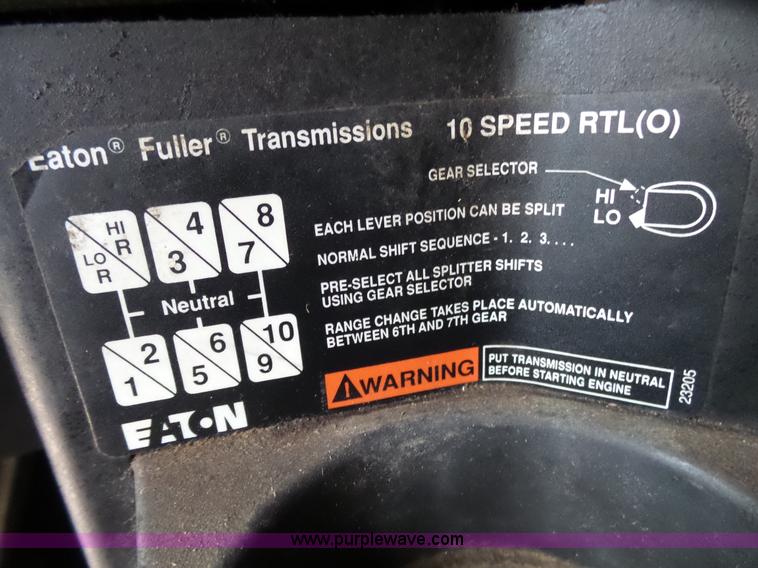 Eaton® Fuller® Transmissions 10 SPEED RTL(O)
GEAR SELECTOR
HI
LO
HI
R
LO
R
4
3
8
7
Neutral
2
1
6
5
10
9
EACH LEVER POSITION CAN BE SPLIT
NORMAL SHIFT SEQUENCE - 1. 2. 3. . . .
PRE-SELECT ALL SPLITTER SHIFTS
USING GEAR SELECTOR
RANGE CHANGE TAKES PLACE AUTOMATICALLY
BETWEEN 6TH AND 7TH GEAR
WARNING
PUT TRANSMISSION IN NEUTRAL
BEFORE STARTING ENGINE
23205
EATON
www.purplewave.com